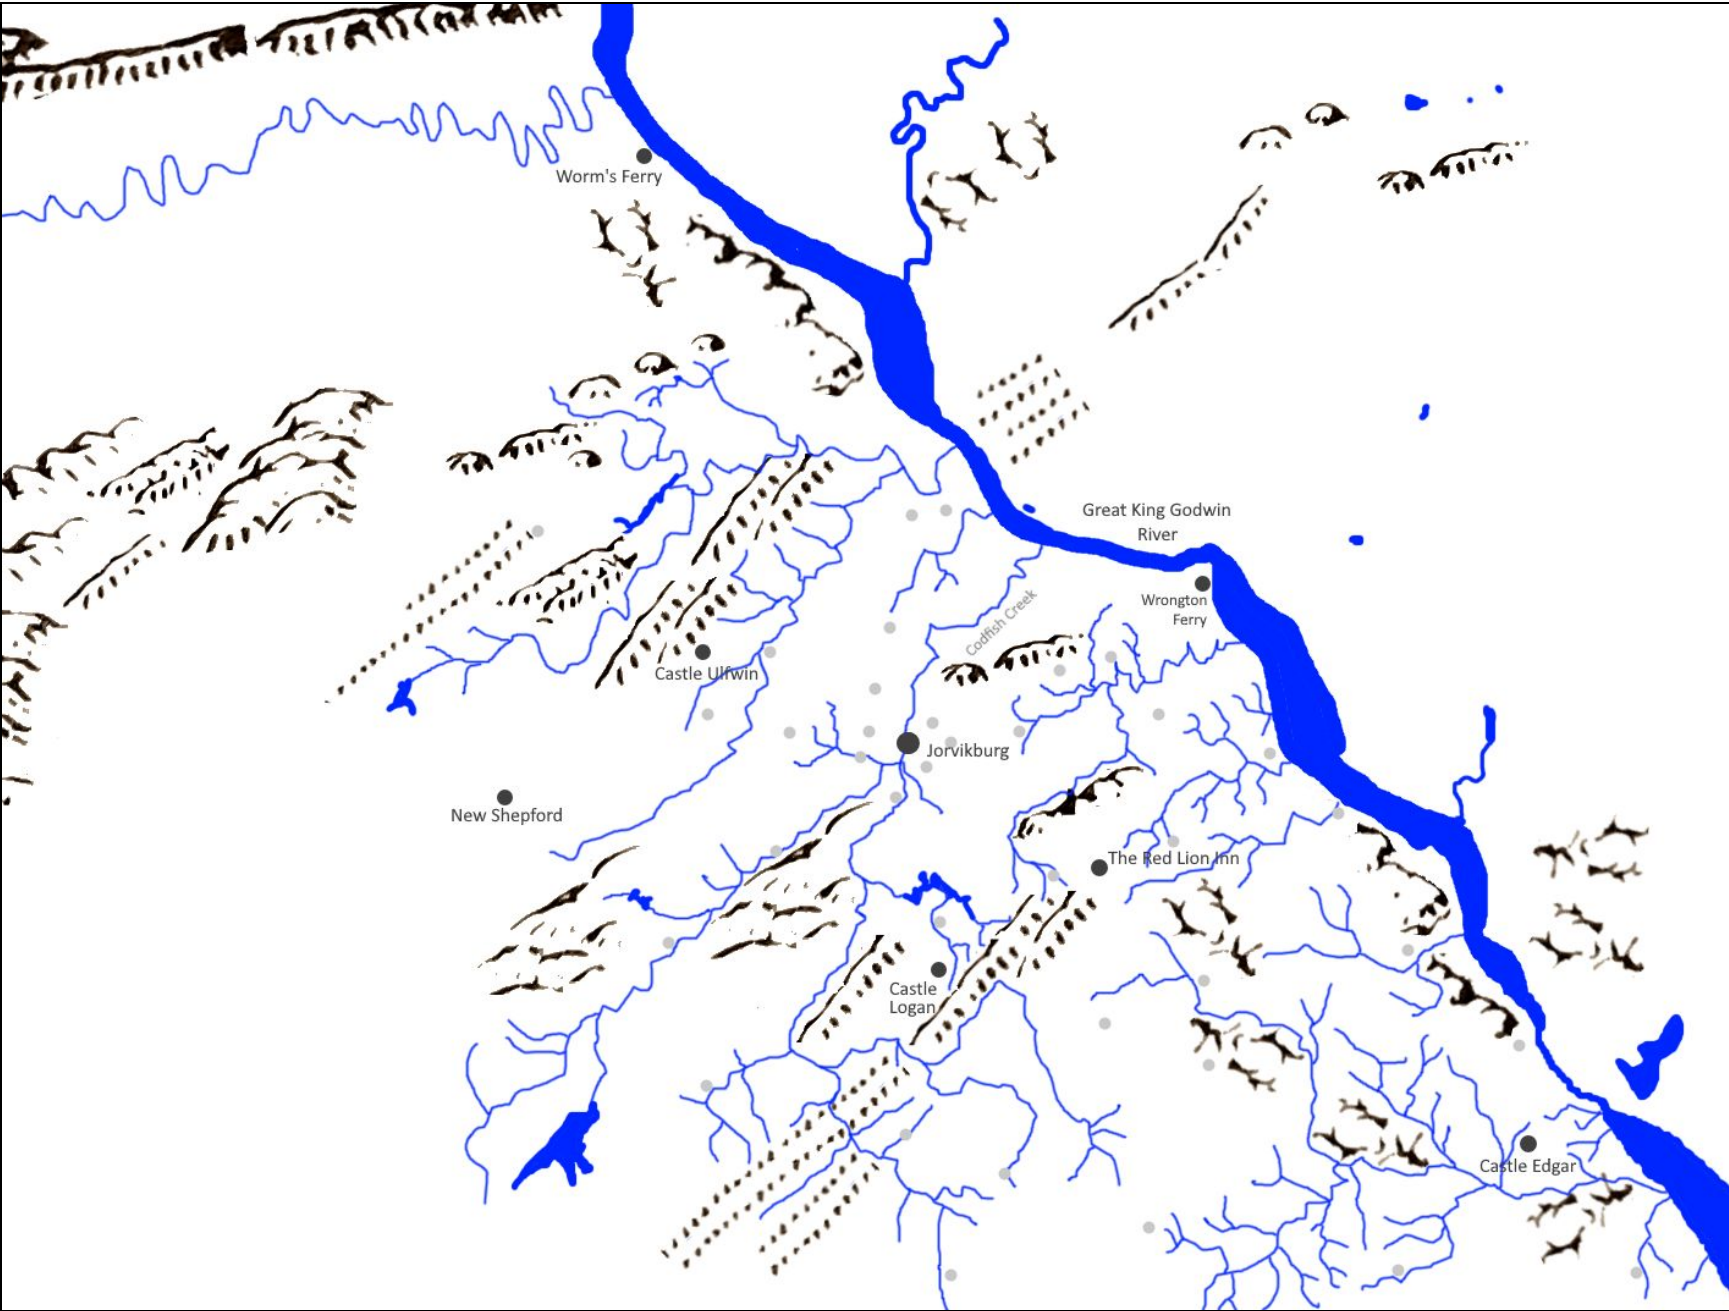 Worm's Ferry
Great King Godwin
River
Wrongton
Ferry
Codfish Creek
Castle Ulfwin
Jorvikburg
New Shepford
The Red Lion Inn
Castle
Logan
Castle Edgar